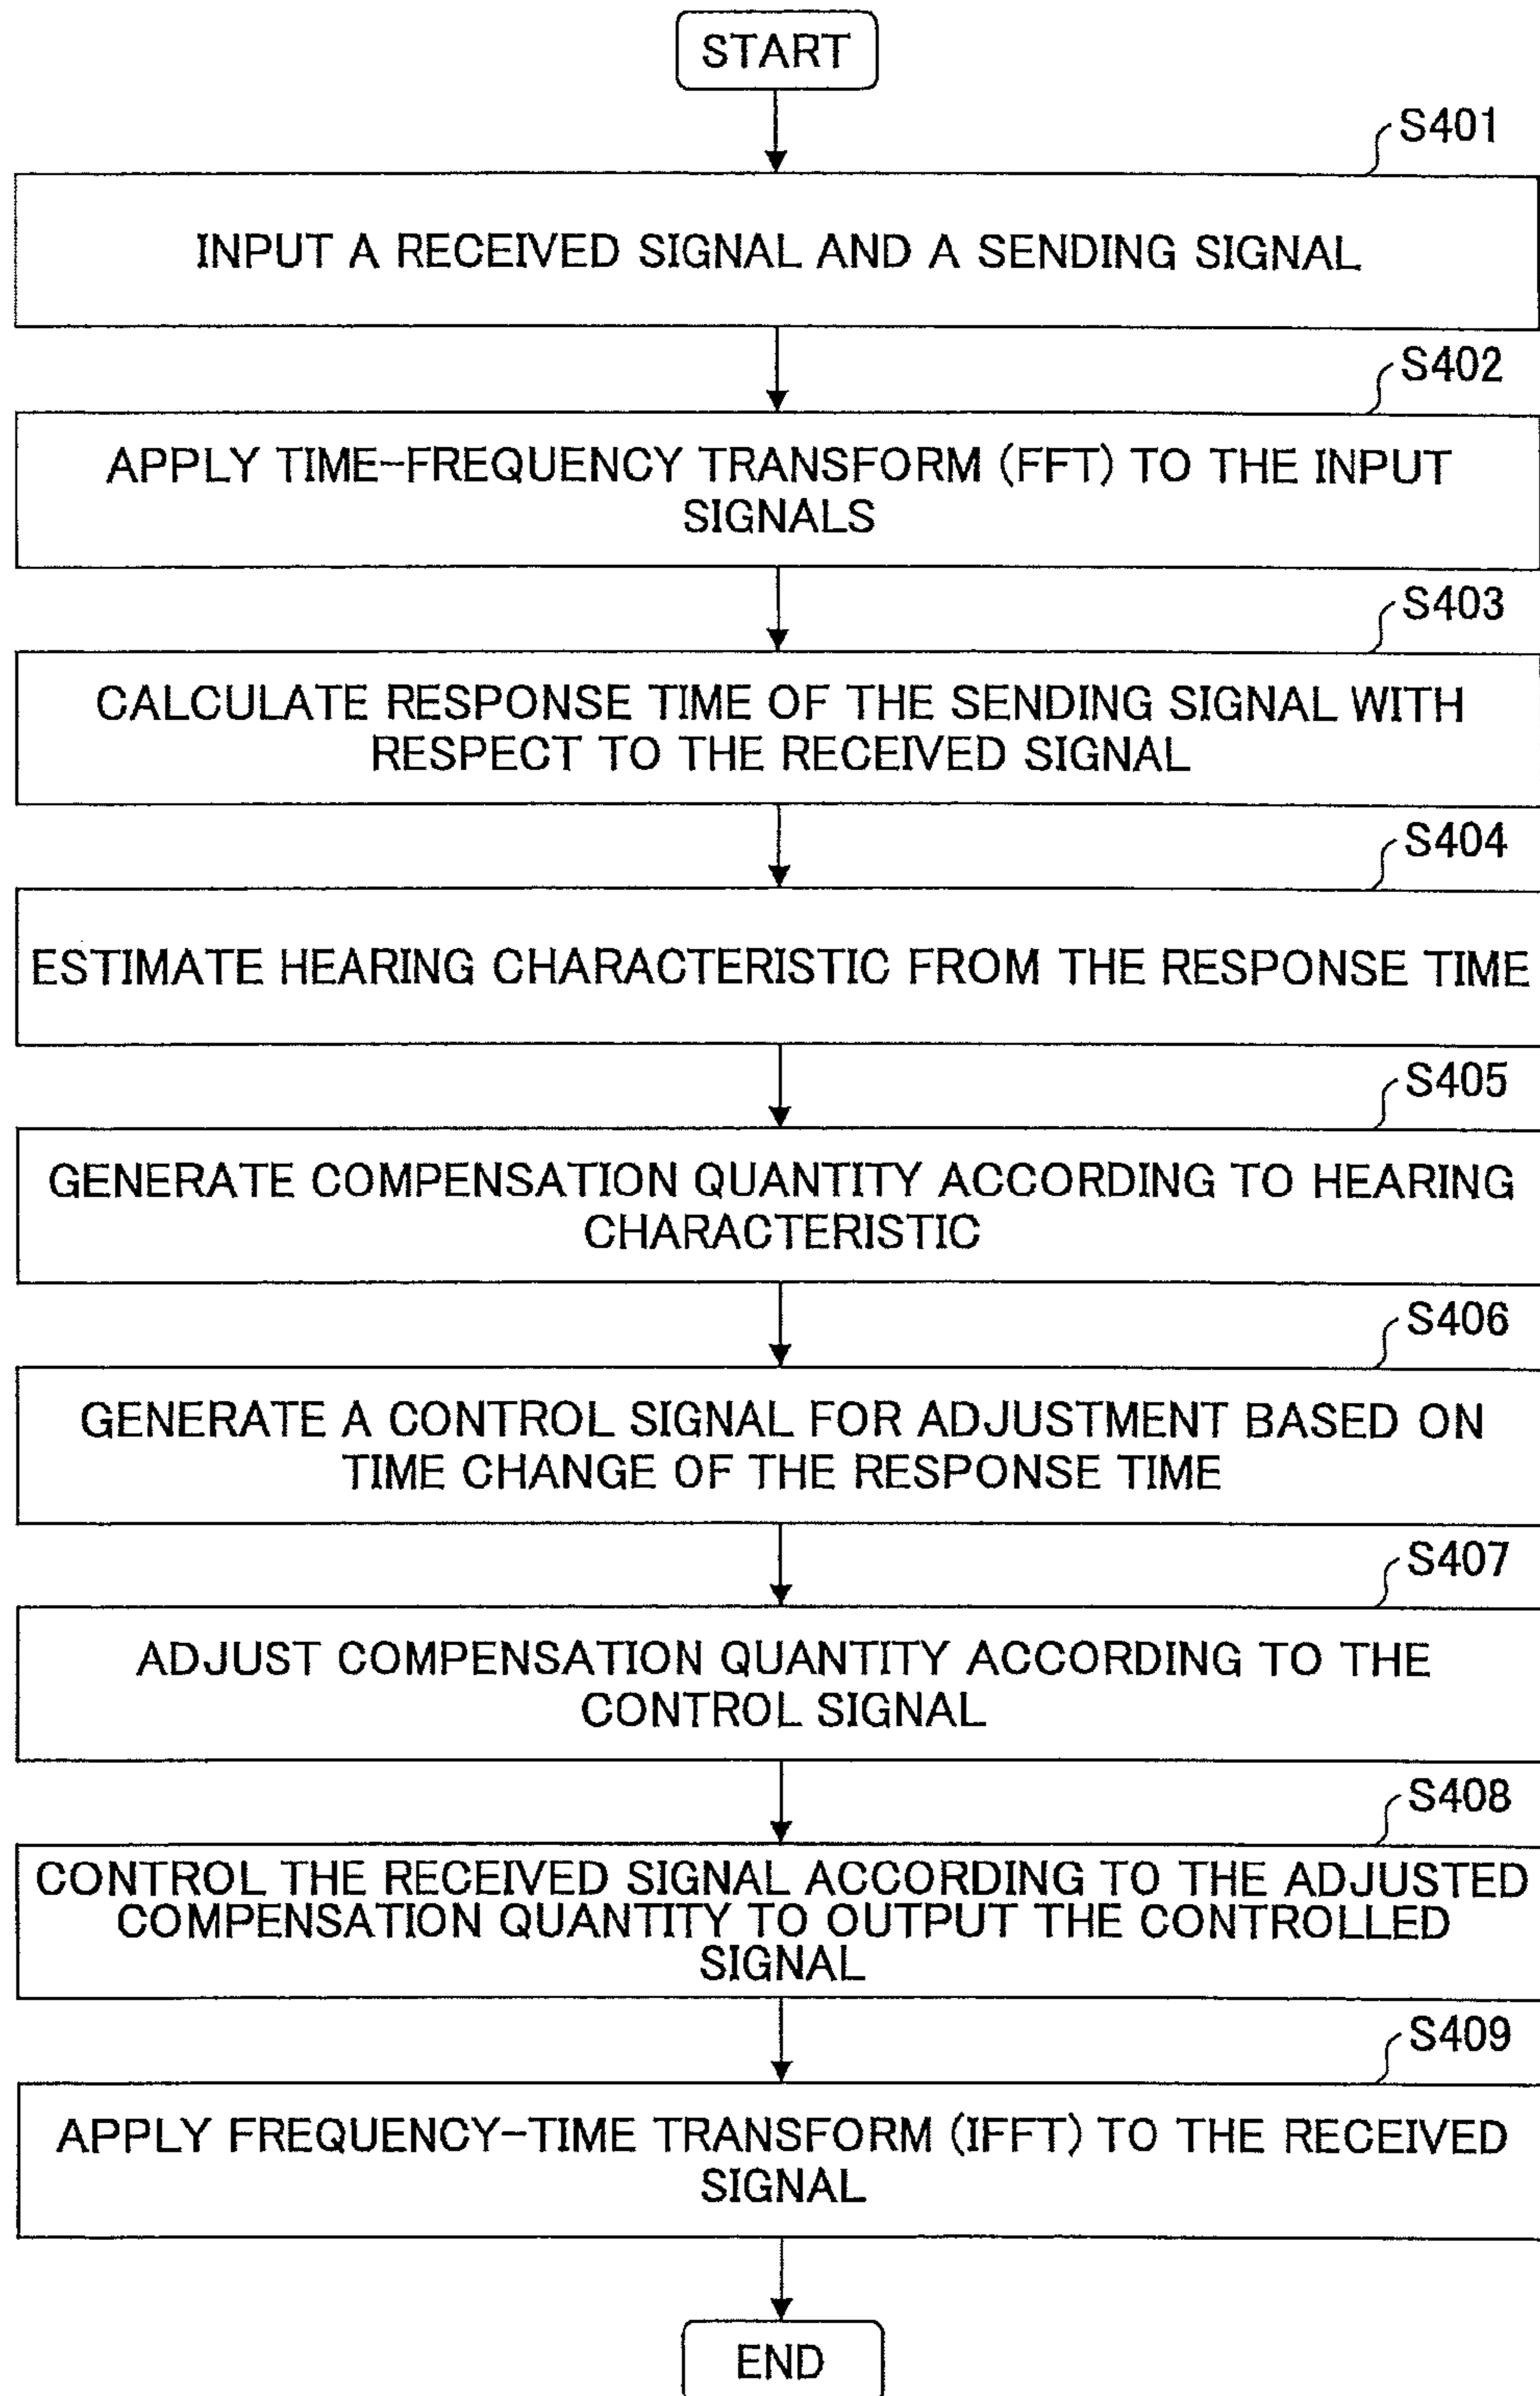 START
S401
INPUT A RECEIVED SIGNAL AND A SENDING SIGNAL
S402
APPLY TIME-FREQUENCY TRANSFORM (FFT) TO THE INPUT
SIGNALS
S403
CALCULATE RESPONSE TIME OF THE SENDING SIGNAL WITH
RESPECT TO THE RECEIVED SIGNAL
S404
ESTIMATE HEARING CHARACTERISTIC FROM THE RESPONSE TIME
S405
GENERATE COMPENSATION QUANTITY ACCORDING TO HEARING
CHARACTERISTIC
S406
GENERATE A CONTROL SIGNAL FOR ADJUSTMENT BASED ON
TIME CHANGE OF THE RESPONSE TIME
S407
ADJUST COMPENSATION QUANTITY ACCORDING TO THE
CONTROL SIGNAL
S408
CONTROL THE RECEIVED SIGNAL ACCORDING TO THE ADJUSTED
COMPENSATION QUANTITY TO OUTPUT THE CONTROLLED
SIGNAL
S409
APPLY FREQUENCY-TIME TRANSFORM (IFFT) TO THE RECEIVED
SIGNAL
END